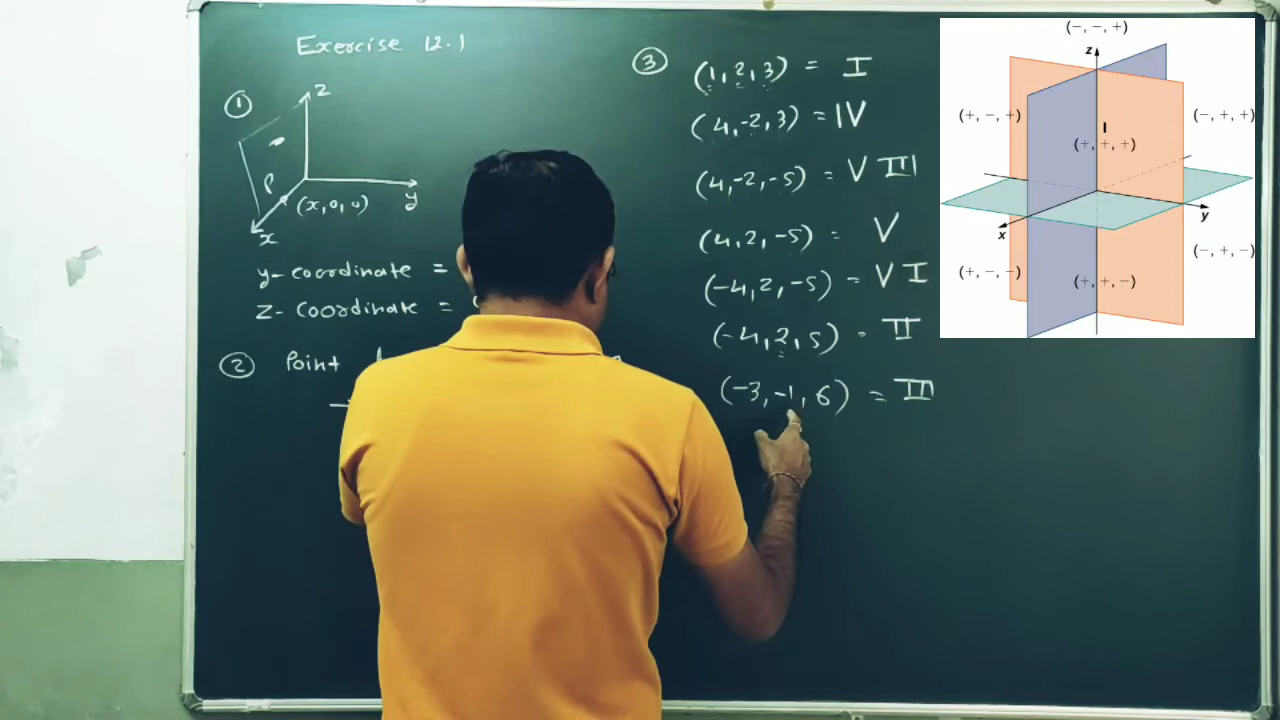 Exercise 12.1
①
z
P
(x, 0, 0)
y
x
y- coordinate =
z- coordinate =
② Point
③ (1, 2, 3) = I
(4, -2, 3) = IV
(4, -2, -5) = VIII
(4, 2, -5) = V
(-4, 2, -5) = VI
(-4, 2, 5) = II
(-3, -1, 6) = III
(−, −, +)
z
(+, −, +)
I
(+, +, +)
(−, +, +)
y
x
(+, −, −)
(+, +, −)
(−, +, −)